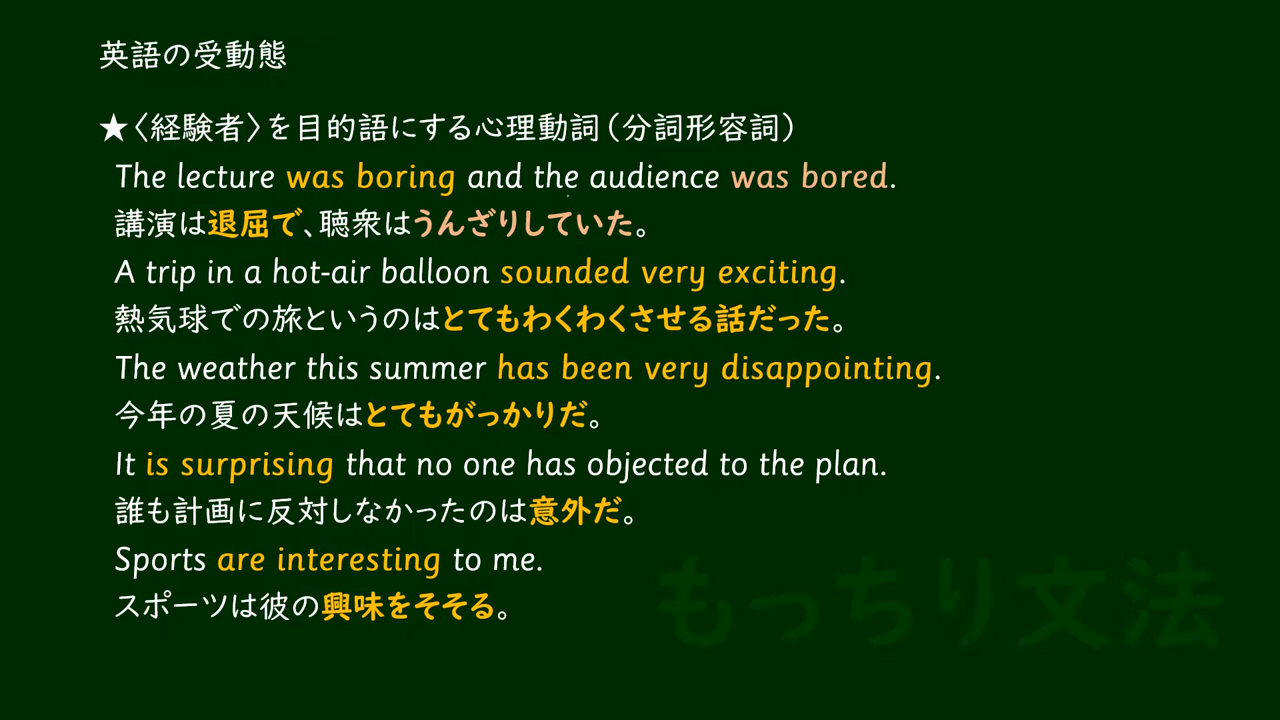 英語の受動態
★〈経験者〉を目的語にする心理動詞（分詞形容詞）
The lecture was boring and the audience was bored.
講演は退屈で、聴衆はうんざりしていた。
A trip in a hot-air balloon sounded very exciting.
熱気球での旅というのはとてもわくわくさせる話だった。
The weather this summer has been very disappointing.
今年の夏の天候はとてもがっかりだ。
It is surprising that no one has objected to the plan.
誰も計画に反対しなかったのは意外だ。
Sports are interesting to me.
スポーツは彼の興味をそそる。
もっちり文法